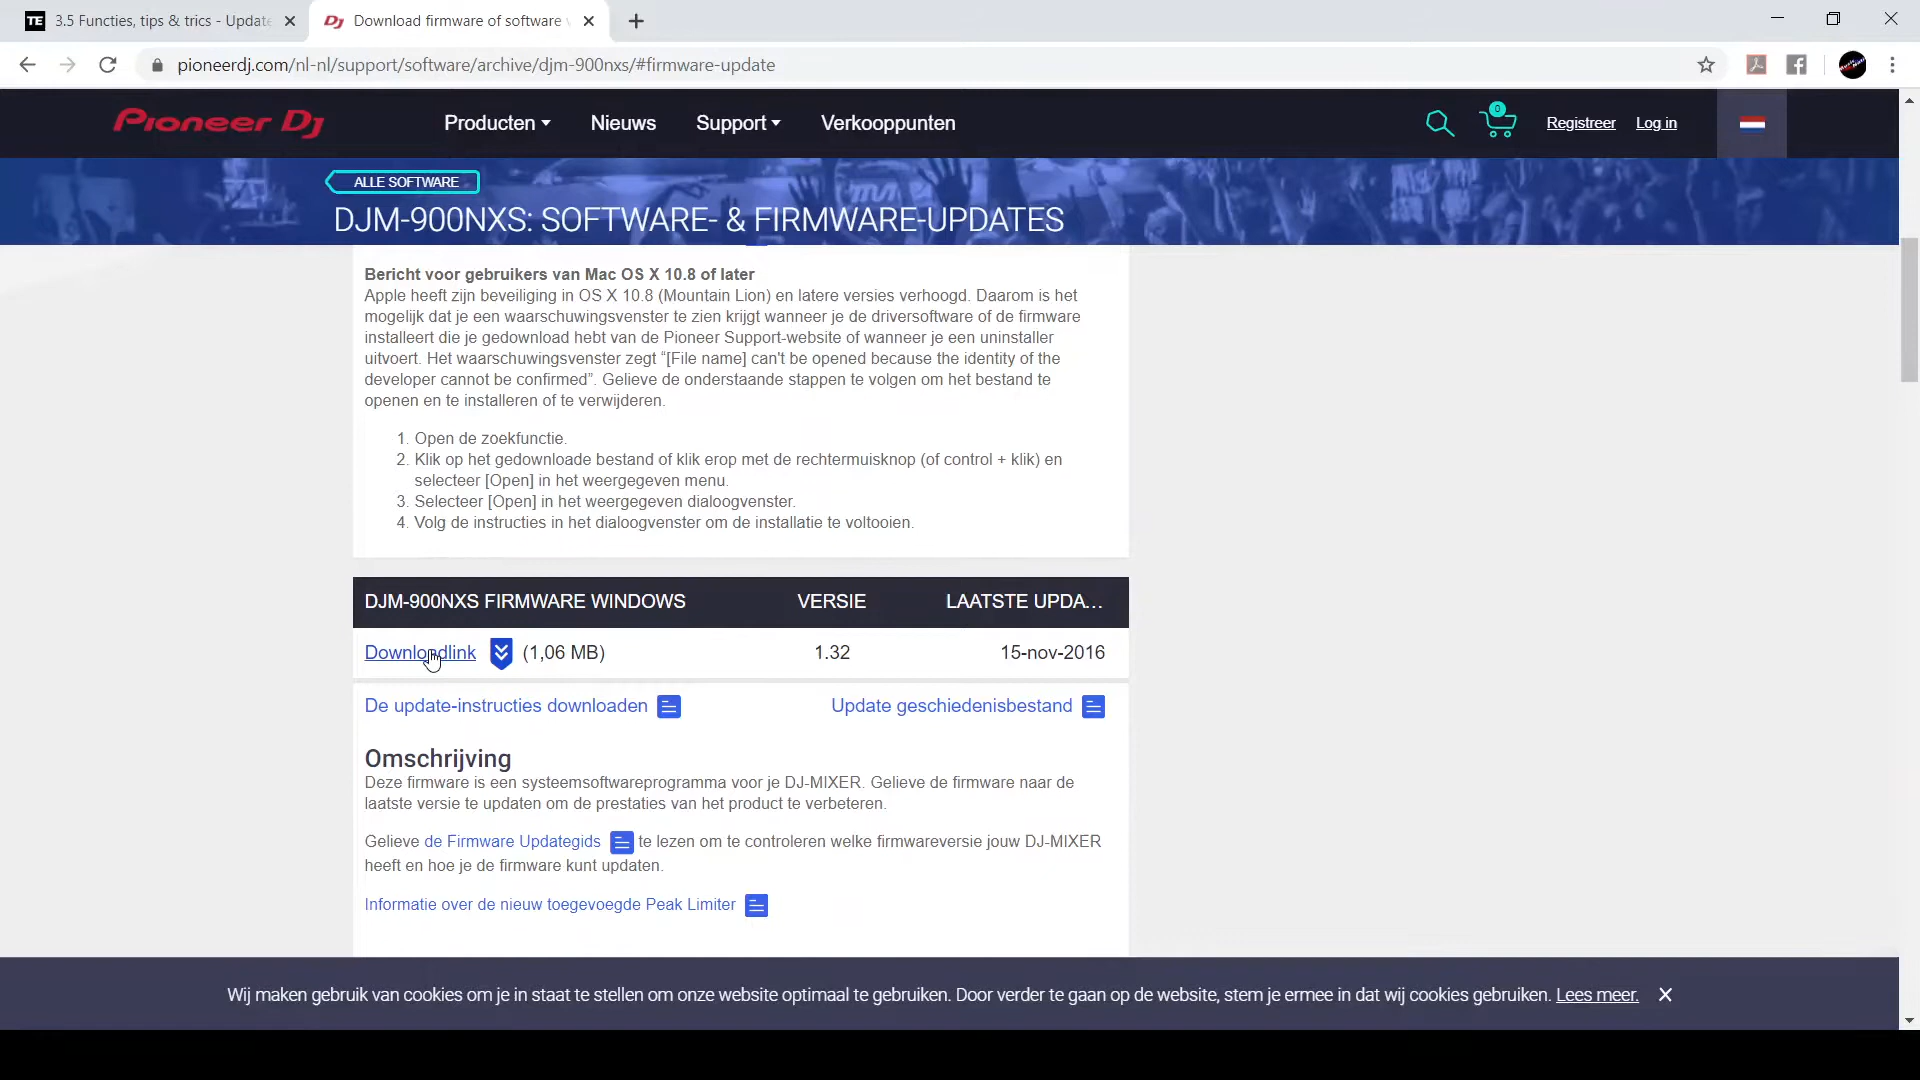 TE 3.5 Functies, tips & trics - Update
Dj Download firmware of software
pioneerdj.com/nl-nl/support/software/archive/djm-900nxs/#firmware-update
Pioneer Dj
Producten Nieuws Support Verkooppunten
0
Registreer Log in
ALLE SOFTWARE
DJM-900NXS: SOFTWARE- & FIRMWARE-UPDATES
Bericht voor gebruikers van Mac OS X 10.8 of later
Apple heeft zijn beveiliging in OS X 10.8 (Mountain Lion) en latere versies verhoogd. Daarom is het
mogelijk dat je een waarschuwingsvenster te zien krijgt wanneer je de driversoftware of de firmware
installeert die je gedownload hebt van de Pioneer Support-website of wanneer je een uninstaller
uitvoert. Het waarschuwingsvenster zegt “[File name] can't be opened because the identity of the
developer cannot be confirmed”. Gelieve de onderstaande stappen te volgen om het bestand te
openen en te installeren of te verwijderen.
1. Open de zoekfunctie.
2. Klik op het gedownloade bestand of klik erop met de rechtermuisknop (of control + klik) en
selecteer [Open] in het weergegeven menu.
3. Selecteer [Open] in het weergegeven dialoogvenster.
4. Volg de instructies in het dialoogvenster om de installatie te voltooien.
DJM-900NXS FIRMWARE WINDOWS VERSIE LAATSTE UPDA...
Downloadlink (1,06 MB) 1.32 15-nov-2016
De update-instructies downloaden Update geschiedenisbestand
Omschrijving
Deze firmware is een systeemsoftwareprogramma voor je DJ-MIXER. Gelieve de firmware naar de
laatste versie te updaten om de prestaties van het product te verbeteren.
Gelieve de Firmware Updategids te lezen om te controleren welke firmwareversie jouw DJ-MIXER
heeft en hoe je de firmware kunt updaten.
Informatie over de nieuw toegevoegde Peak Limiter
Wij maken gebruik van cookies om je in staat te stellen om onze website optimaal te gebruiken. Door verder te gaan op de website, stem je ermee in dat wij cookies gebruiken. Lees meer.